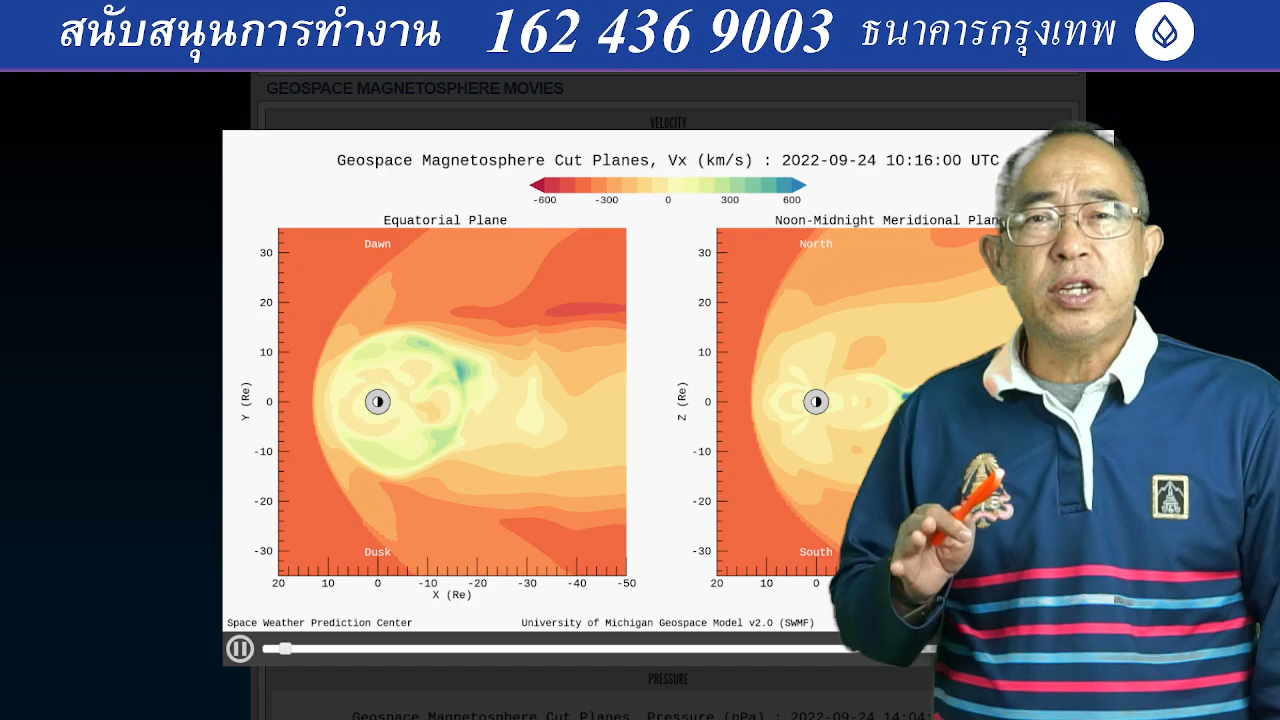 สนับสนุนการทำงาน 162 436 9003 ธนาคารกรุงเทพ
GEOSPACE MAGNETOSPHERE MOVIES
VELOCITY
Geospace Magnetosphere Cut Planes, Vx (km/s) : 2022-09-24 10:16:00 UTC
-600 -300 0 300 600
Equatorial Plane
Noon-Midnight Meridional Plan
Dawn
North
30
20
10
0
-10
-20
-30
Y (Re)
30
20
10
0
-10
-20
-30
Z (Re)
Dusk
South
20 10 0 -10 -20 -30 -40 -50
20 10 0
X (Re)
Space Weather Prediction Center
University of Michigan Geospace Model v2.0 (SWMF)
PRESSURE
Geospace Magnetosphere Cut Planes, Pressure (nPa) : 2022-09-24 14:04: